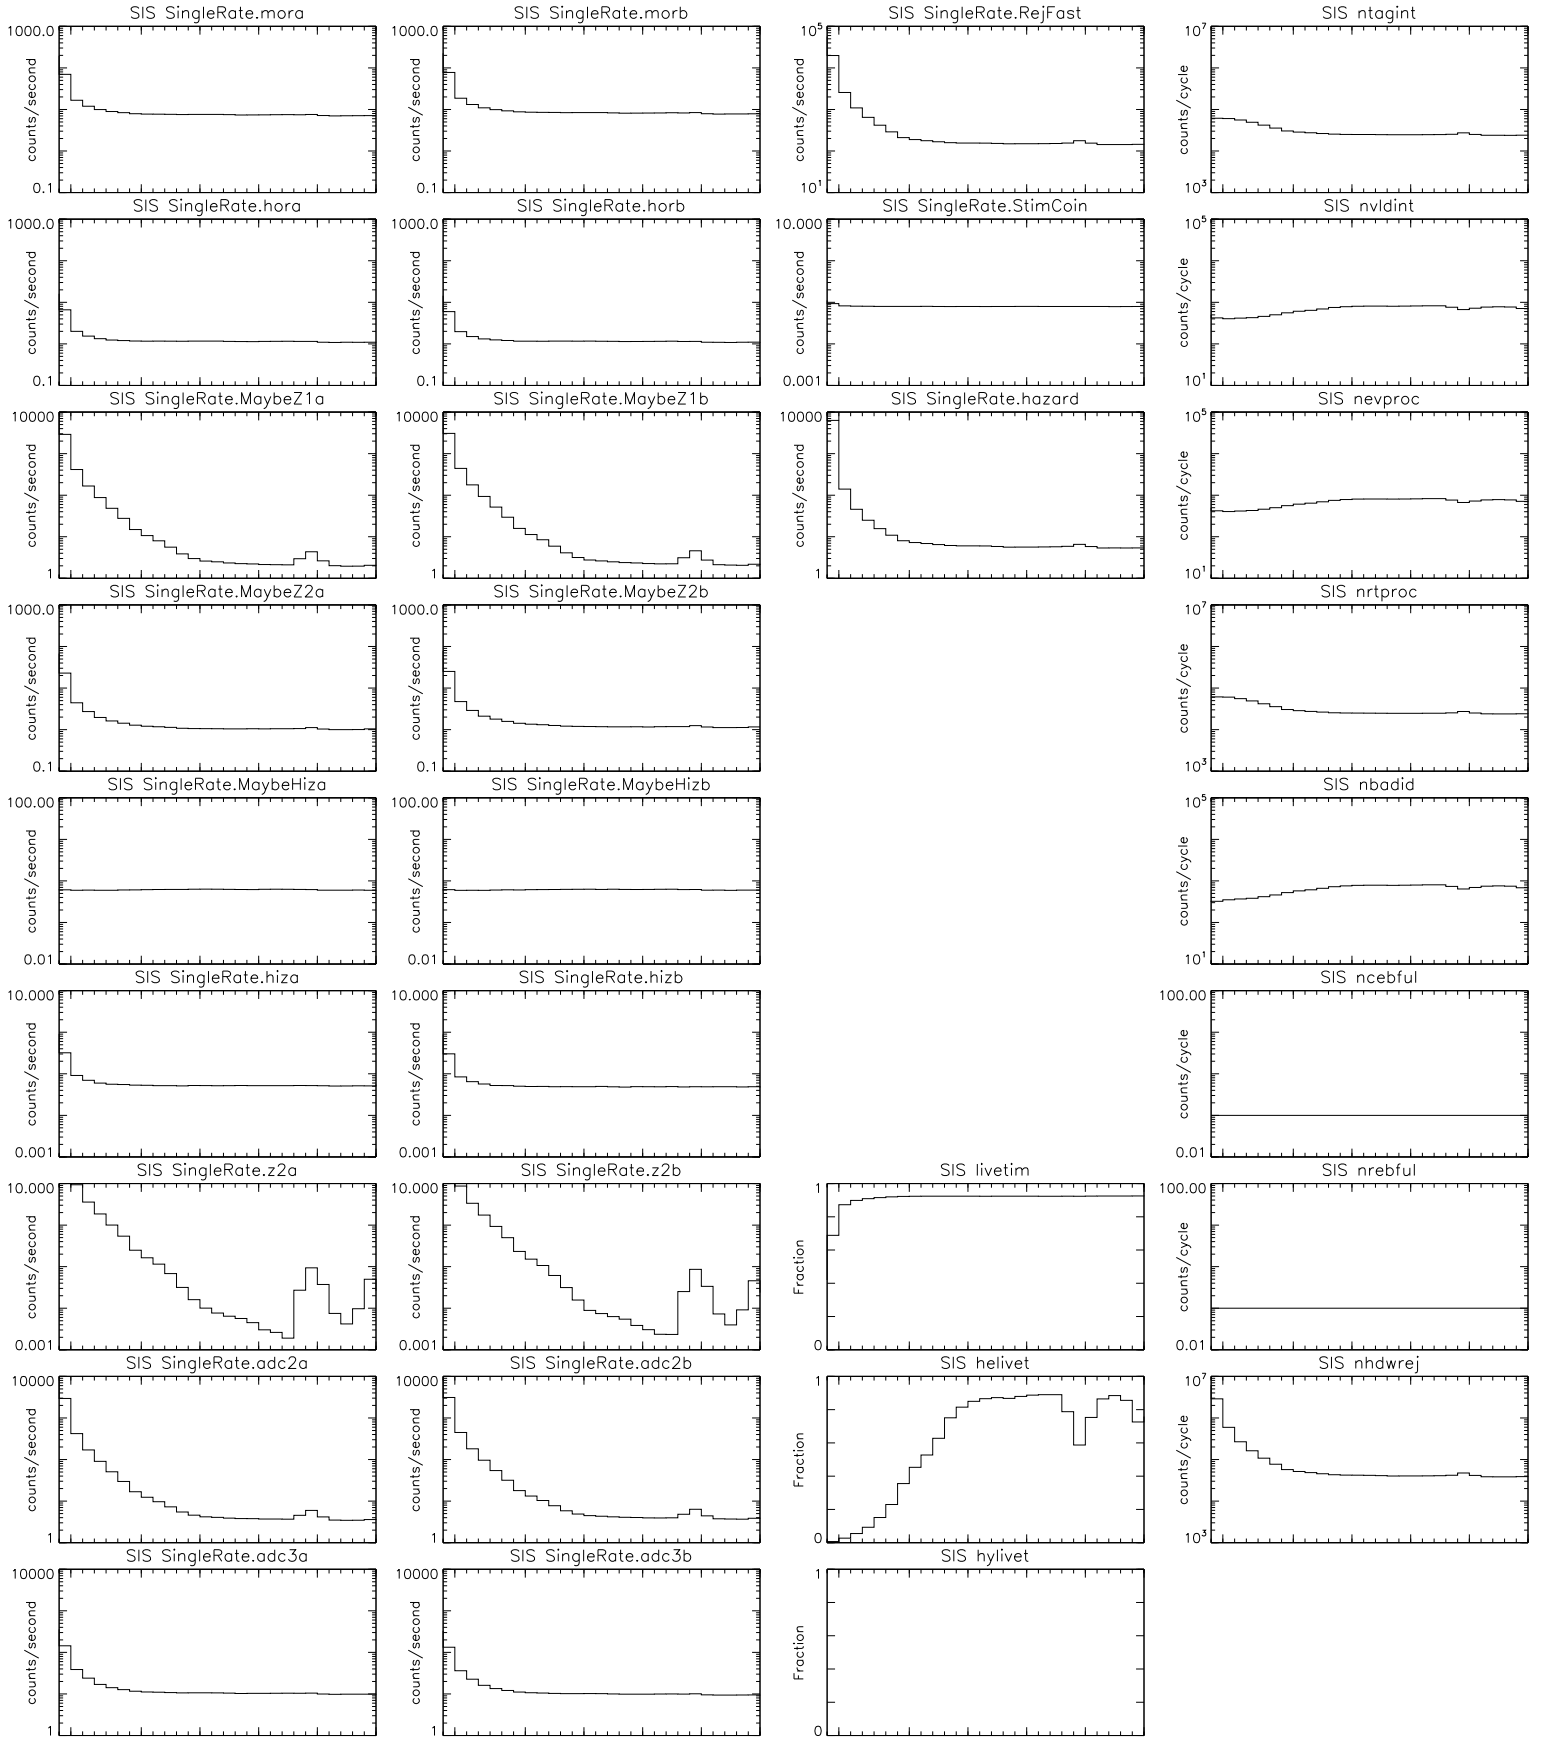 SIS SingleRate.mora
1000.0
counts/second
0.1
SIS SingleRate.morb
1000.0
counts/second
0.1
SIS SingleRate.RejFast
10^5
counts/second
10^1
SIS ntagint
10^7
counts/cycle
10^3
SIS SingleRate.hora
1000.0
counts/second
0.1
SIS SingleRate.horb
1000.0
counts/second
0.1
SIS SingleRate.StimCoin
10.000
counts/second
0.001
SIS nvldint
10^5
counts/cycle
10^1
SIS SingleRate.MaybeZ1a
10000
counts/second
1
SIS SingleRate.MaybeZ1b
10000
counts/second
1
SIS SingleRate.hazard
10000
counts/second
1
SIS nevproc
10^5
counts/cycle
10^1
SIS SingleRate.MaybeZ2a
1000.0
counts/second
0.1
SIS SingleRate.MaybeZ2b
1000.0
counts/second
0.1
SIS nrtproc
10^7
counts/cycle
10^3
SIS SingleRate.MaybeHiza
100.00
counts/second
0.01
SIS SingleRate.MaybeHizb
100.00
counts/second
0.01
SIS nbadid
10^5
counts/cycle
10^1
SIS SingleRate.hiza
10.000
counts/second
0.001
SIS SingleRate.hizb
10.000
counts/second
0.001
SIS ncebful
100.00
counts/cycle
0.01
SIS SingleRate.z2a
10.000
counts/second
0.001
SIS SingleRate.z2b
10.000
counts/second
0.001
SIS livetim
1
Fraction
0
SIS nrebful
100.00
counts/cycle
0.01
SIS SingleRate.adc2a
10000
counts/second
1
SIS SingleRate.adc2b
10000
counts/second
1
SIS helivet
1
Fraction
0
SIS nhdwrej
10^7
counts/cycle
10^3
SIS SingleRate.adc3a
10000
counts/second
1
SIS SingleRate.adc3b
10000
counts/second
1
SIS hylivet
1
Fraction
0